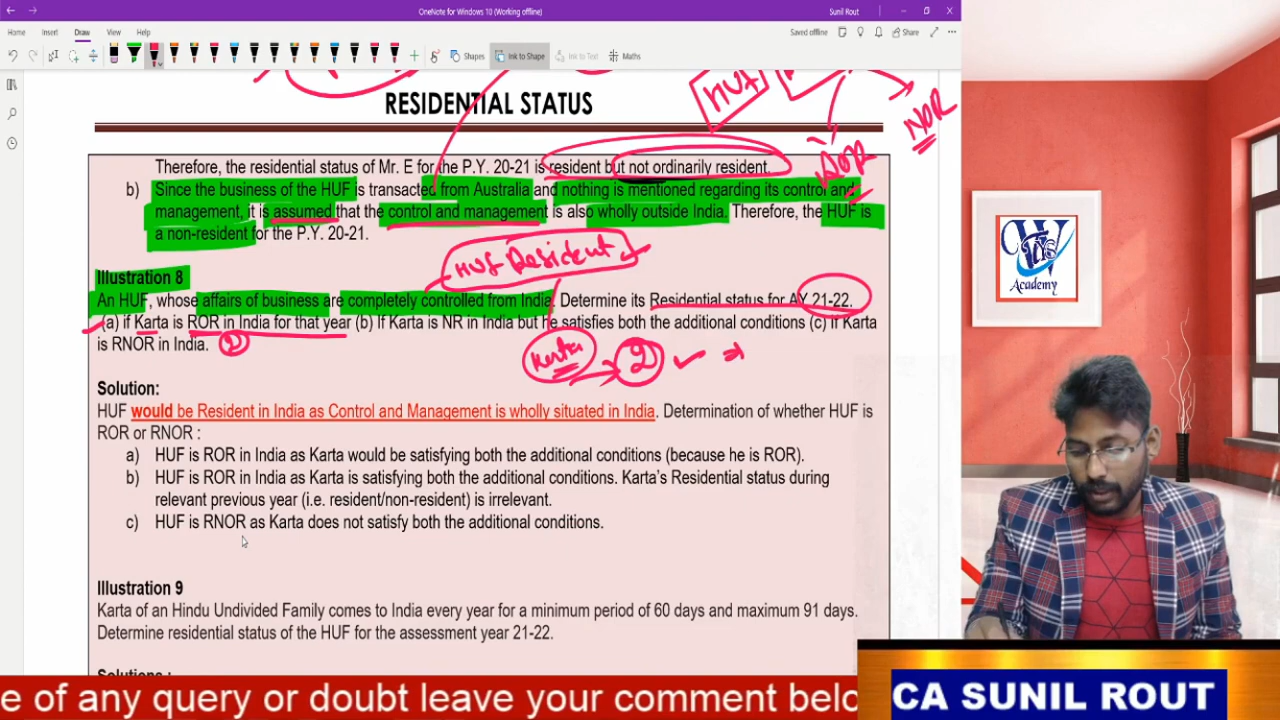 OneNote for Windows 10 (Working offline)
Sunil Rout
Home Insert Draw View Help
Saved offline
Share
Shapes
Ink to Shape
Ink to Text
Maths
HUF
NOR
RESIDENTIAL STATUS
ROR
Therefore, the residential status of Mr. E for the P.Y. 20-21 is resident but not ordinarily resident.
b) Since the business of the HUF is transacted from Australia and nothing is mentioned regarding its control and
management, it is assumed that the control and management is also wholly outside India. Therefore, the HUF is
a non-resident for the P.Y. 20-21.
HUF Resident
Illustration 8
An HUF, whose affairs of business are completely controlled from India. Determine its Residential status for AY 21-22.
(a) if Karta is ROR in India for that year (b) If Karta is NR in India but he satisfies both the additional conditions (c) If Karta
is RNOR in India. 2
Karta 2
Solution:
HUF would be Resident in India as Control and Management is wholly situated in India. Determination of whether HUF is
ROR or RNOR :
a) HUF is ROR in India as Karta would be satisfying both the additional conditions (because he is ROR).
b) HUF is ROR in India as Karta is satisfying both the additional conditions. Karta's Residential status during
relevant previous year (i.e. resident/non-resident) is irrelevant.
c) HUF is RNOR as Karta does not satisfy both the additional conditions.
Illustration 9
Karta of an Hindu Undivided Family comes to India every year for a minimum period of 60 days and maximum 91 days.
Determine residential status of the HUF for the assessment year 21-22.
Solutions :
Academy
e of any query or doubt leave your comment belo
CA SUNIL ROUT